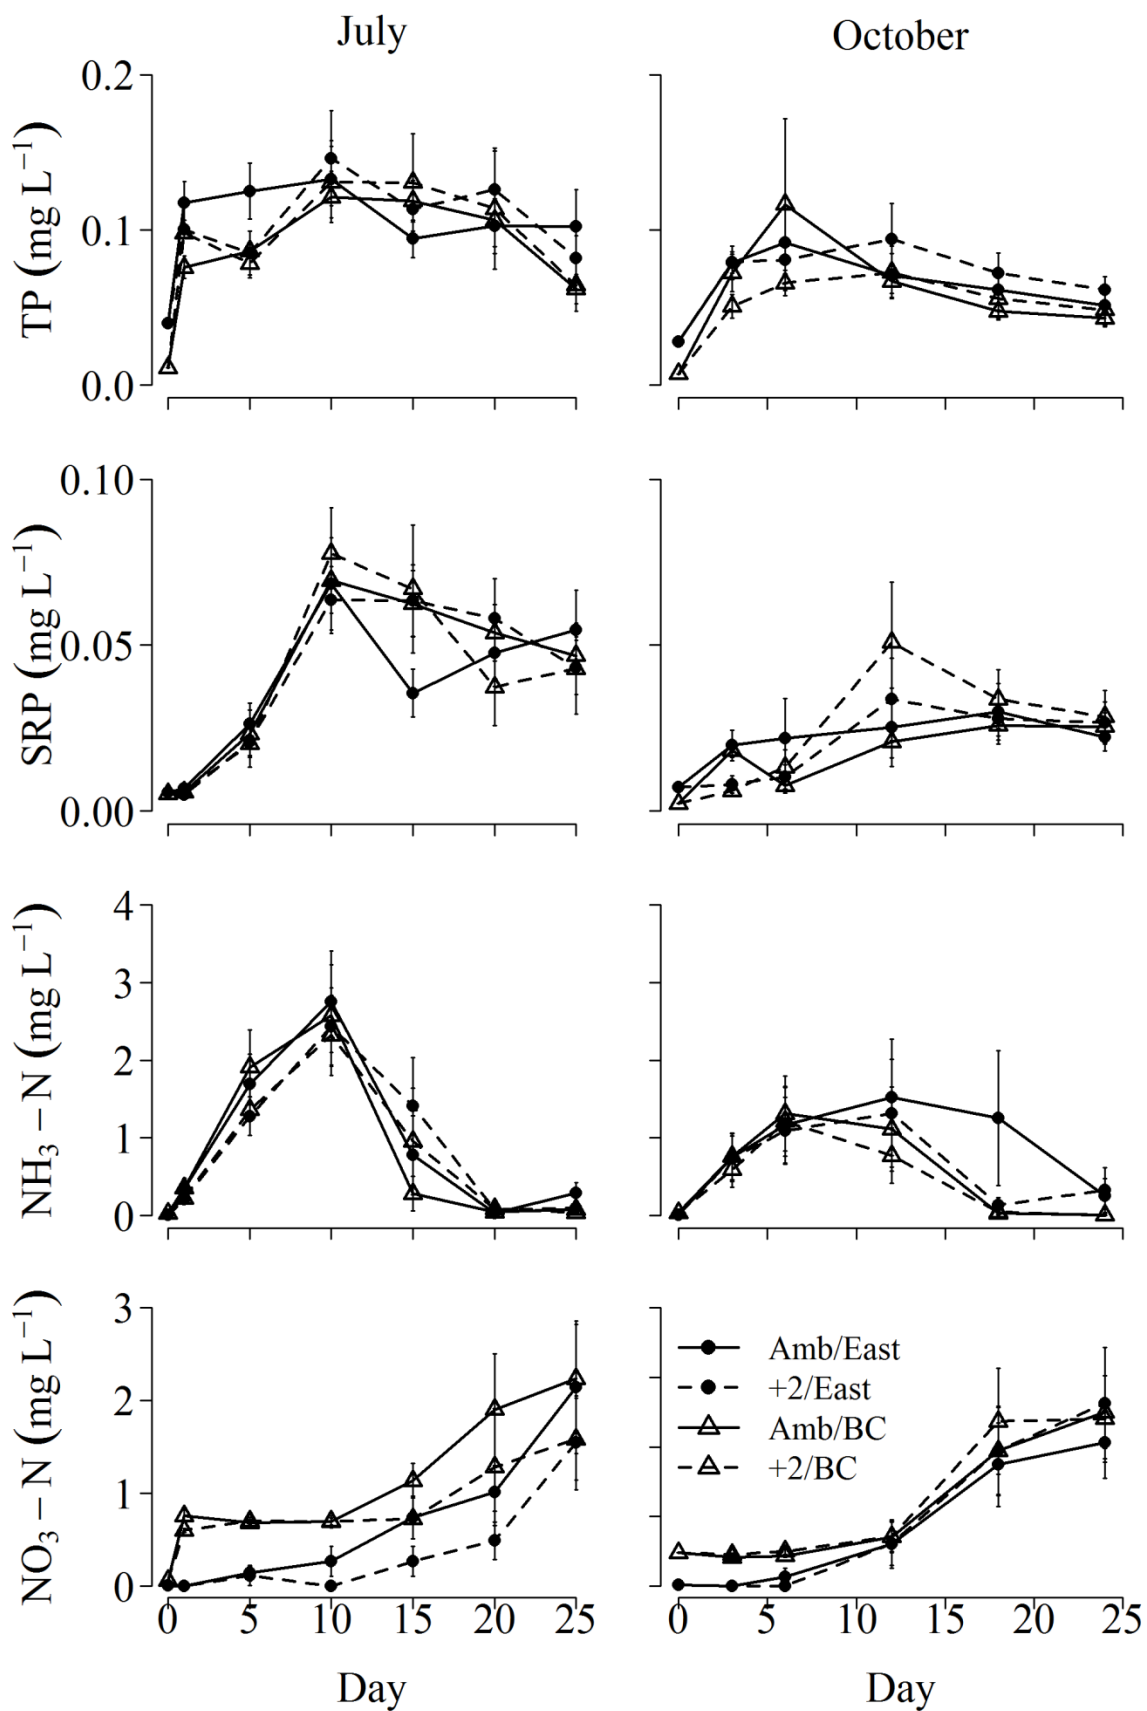 July October
TP (mg L⁻¹)
0.2
0.1
0.0
SRP (mg L⁻¹)
0.10
0.05
0.00
NH₃ – N (mg L⁻¹)
4
3
2
1
0
NO₃ – N (mg L⁻¹)
3
2
1
0
Amb/East
+2/East
Amb/BC
+2/BC
0 5 10 15 20 25 0 5 10 15 20 25
Day Day